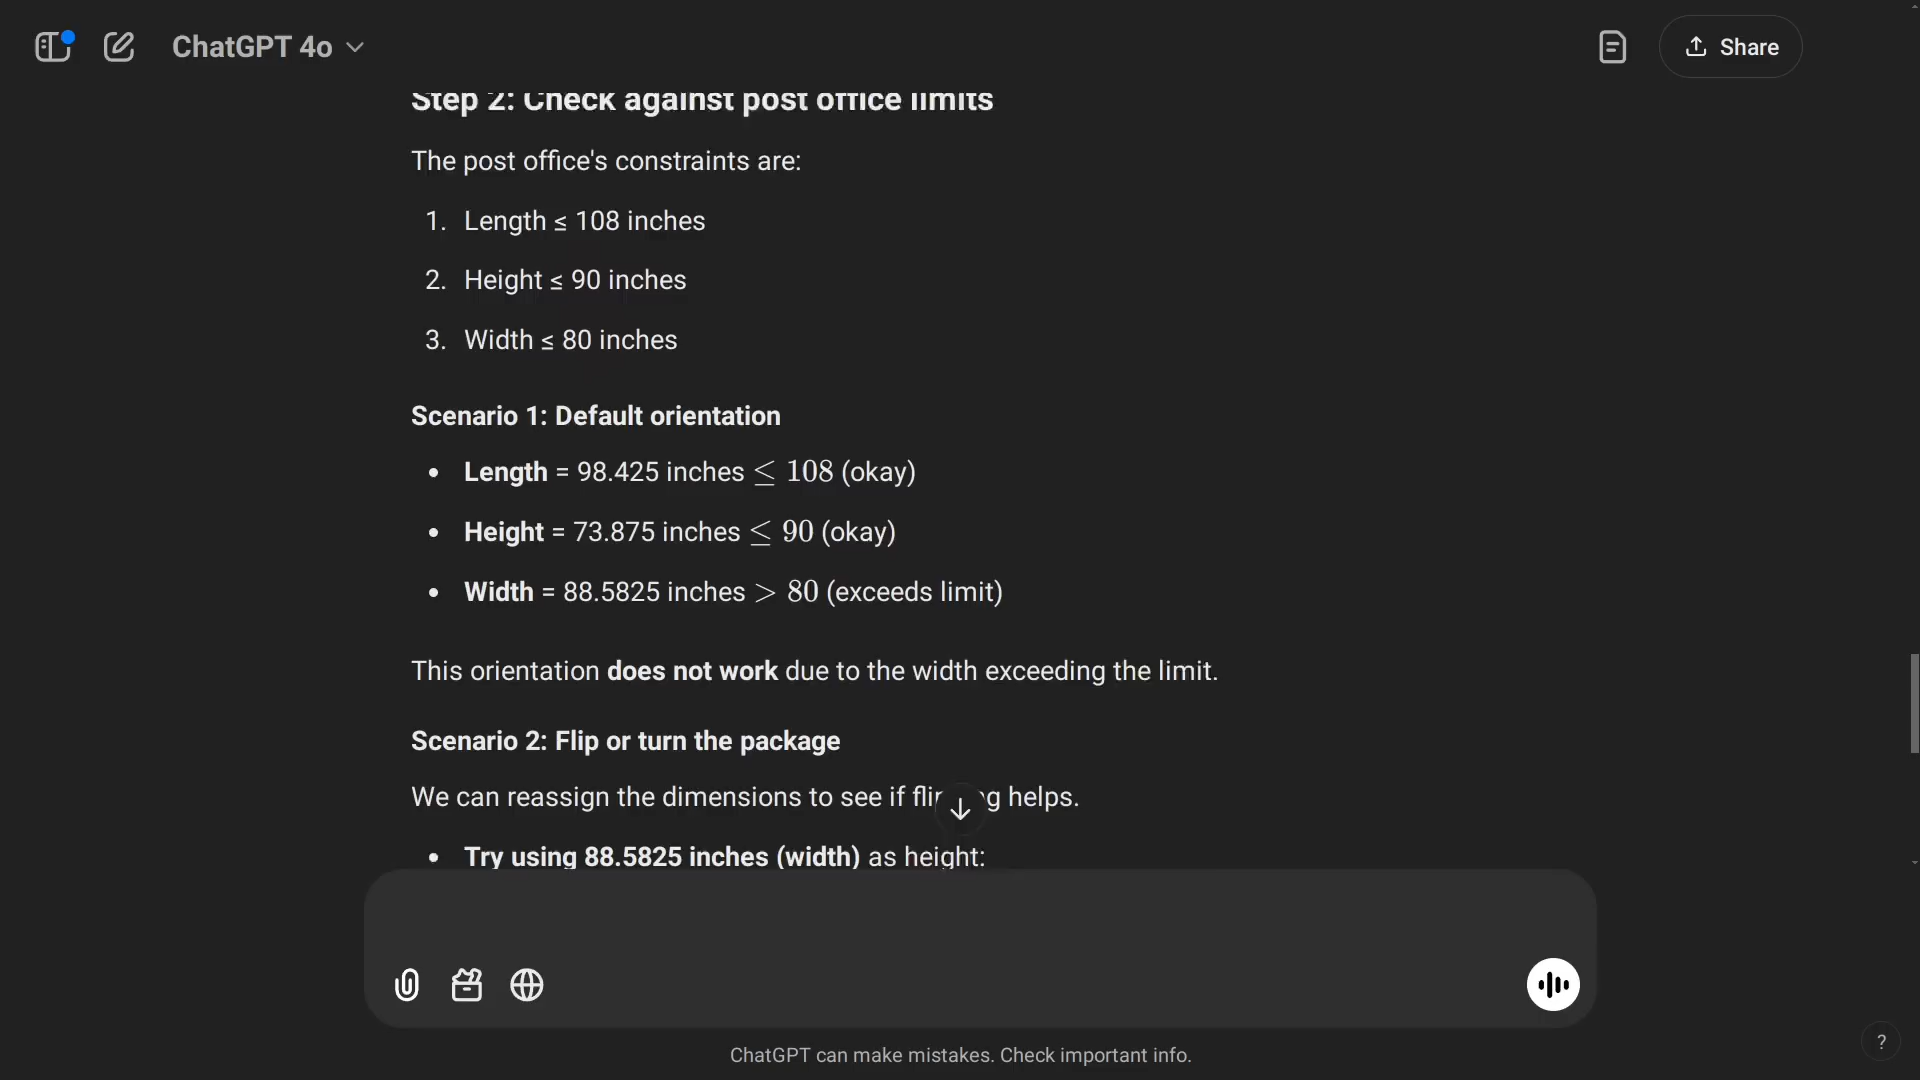 ChatGPT 4o
Share
Step 2: Check against post office limits
The post office's constraints are:
1. Length ≤ 108 inches
2. Height ≤ 90 inches
3. Width ≤ 80 inches
Scenario 1: Default orientation
• Length = 98.425 inches ≤ 108 (okay)
• Height = 73.875 inches ≤ 90 (okay)
• Width = 88.5825 inches > 80 (exceeds limit)
This orientation does not work due to the width exceeding the limit.
Scenario 2: Flip or turn the package
We can reassign the dimensions to see if helps.
• Try using 88.5825 inches (width) as height:
ChatGPT can make mistakes. Check important info.
?